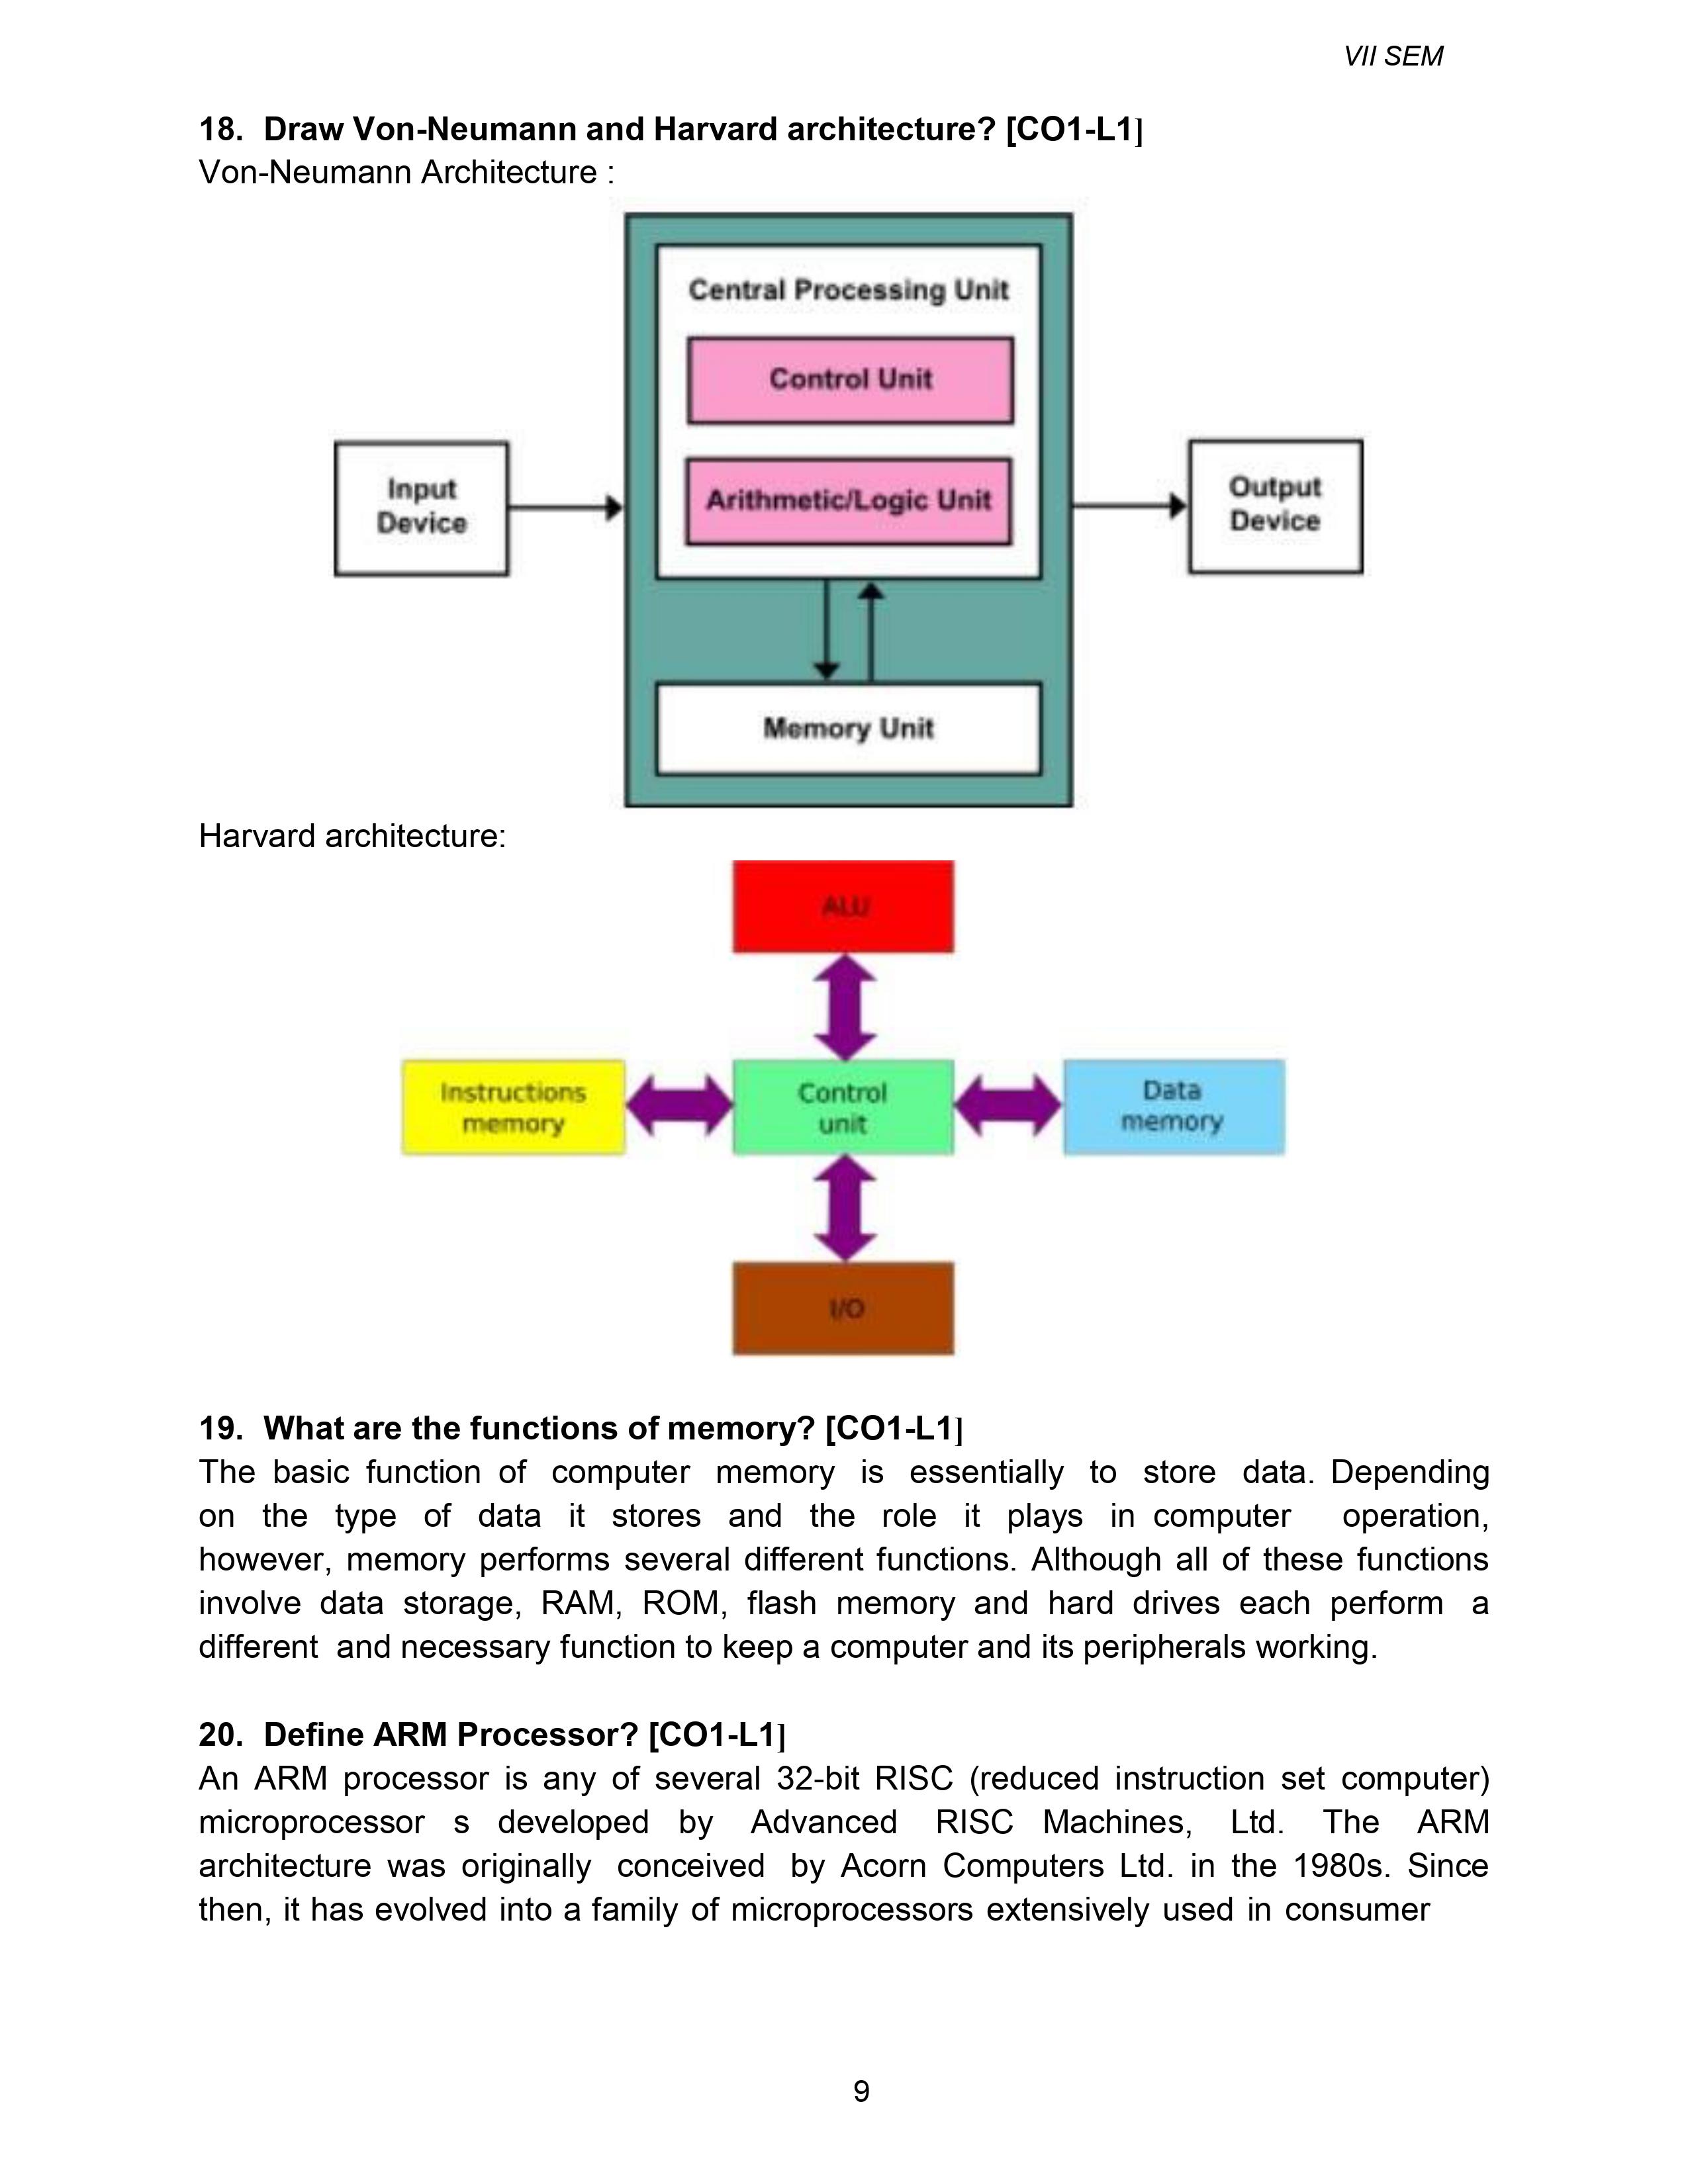 VII SEM
18. Draw Von-Neumann and Harvard architecture? [CO1-L1]
Von-Neumann Architecture :
Central Processing Unit
Control Unit
Arithmetic/Logic Unit
Input
Device
Output
Device
Memory Unit
Harvard architecture:
ALU
Instructions
memory
Control
unit
Data
memory
I/O
19. What are the functions of memory? [CO1-L1]
The basic function of computer memory is essentially to store data. Depending
on the type of data it stores and the role it plays in computer operation,
however, memory performs several different functions. Although all of these functions
involve data storage, RAM, ROM, flash memory and hard drives each perform a
different and necessary function to keep a computer and its peripherals working.
20. Define ARM Processor? [CO1-L1]
An ARM processor is any of several 32-bit RISC (reduced instruction set computer)
microprocessor s developed by Advanced RISC Machines, Ltd. The ARM
architecture was originally conceived by Acorn Computers Ltd. in the 1980s. Since
then, it has evolved into a family of microprocessors extensively used in consumer
9